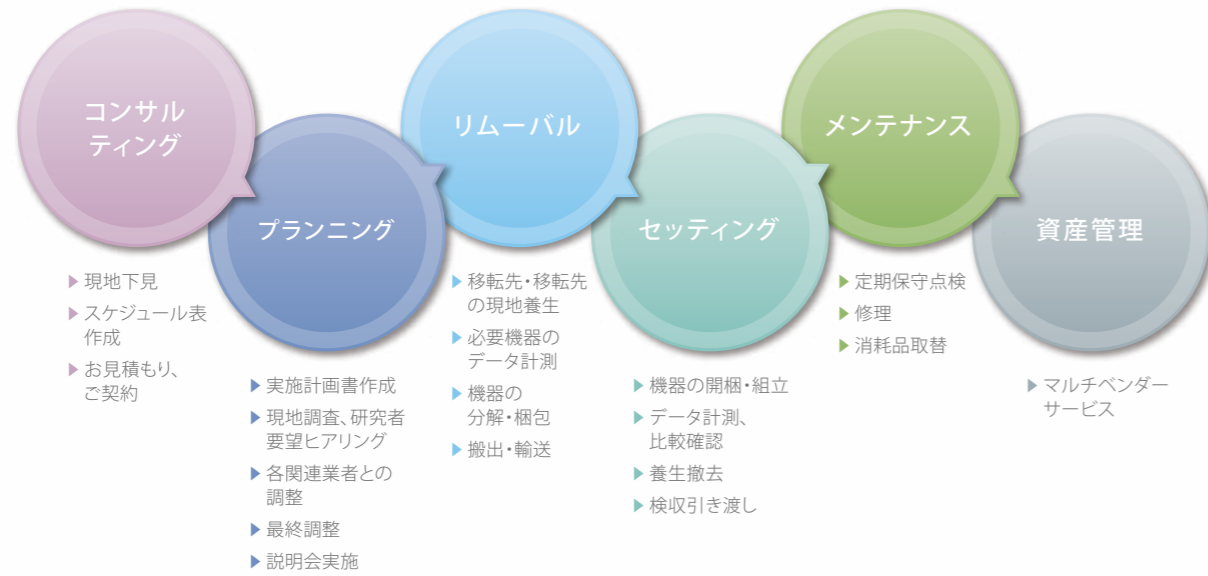 コンサル
ティング
▶ 現地下見
▶ スケジュール表
作成
▶ お見積もり、
ご契約
プランニング
▶ 実施計画書作成
▶ 現地調査、研究者
要望ヒアリング
▶ 各関連業者との
調整
▶ 最終調整
▶ 説明会実施
リムーバル
▶ 移転先・移転先
の現地養生
▶ 必要機器の
データ計測
▶ 機器の
分解・梱包
▶ 搬出・輸送
セッティング
▶ 機器の開梱・組立
▶ データ計測、
比較確認
▶ 養生撤去
▶ 検収引き渡し
メンテナンス
▶ 定期保守点検
▶ 修理
▶ 消耗品取替
資産管理
▶ マルチベンダー
サービス